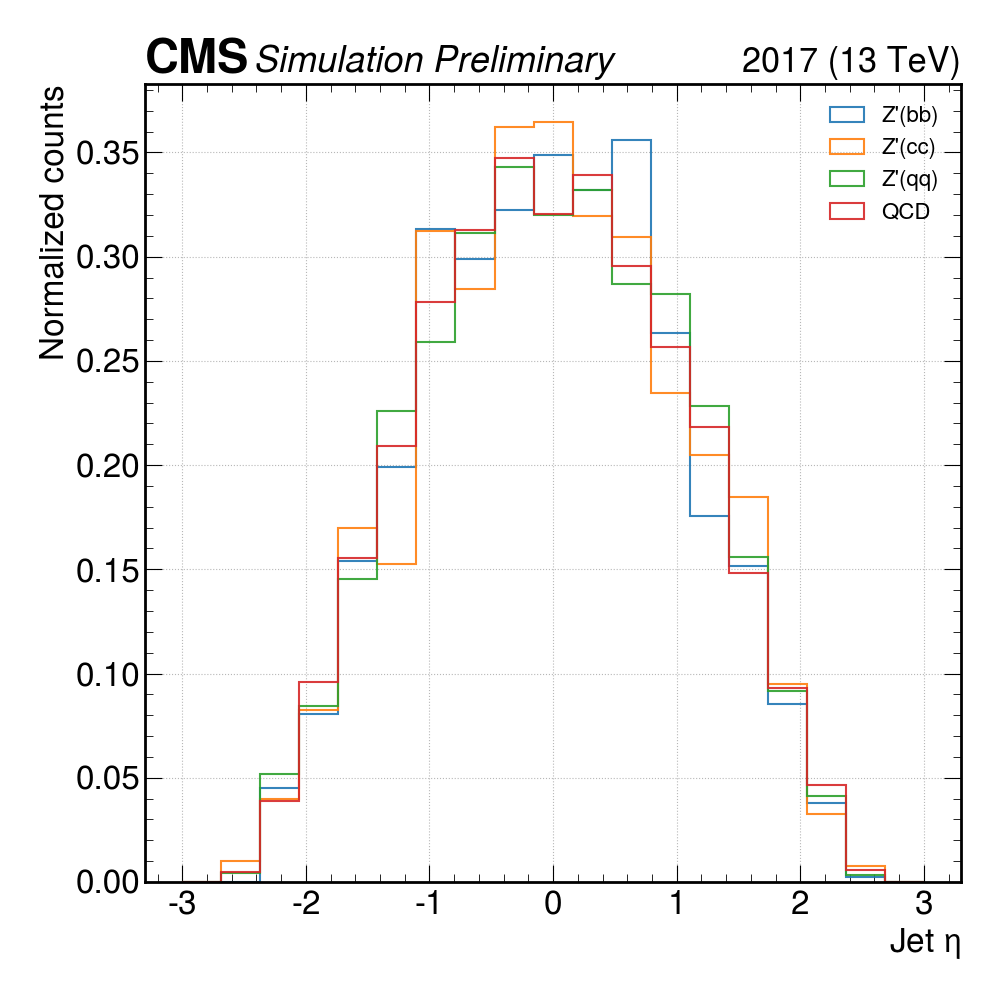 CMS Simulation Preliminary 2017 (13 TeV)
Normalized counts
0.35
0.30
0.25
0.20
0.15
0.10
0.05
0.00
Z'(bb)
Z'(cc)
Z'(qq)
QCD
-3 -2 -1 0 1 2 3
Jet η